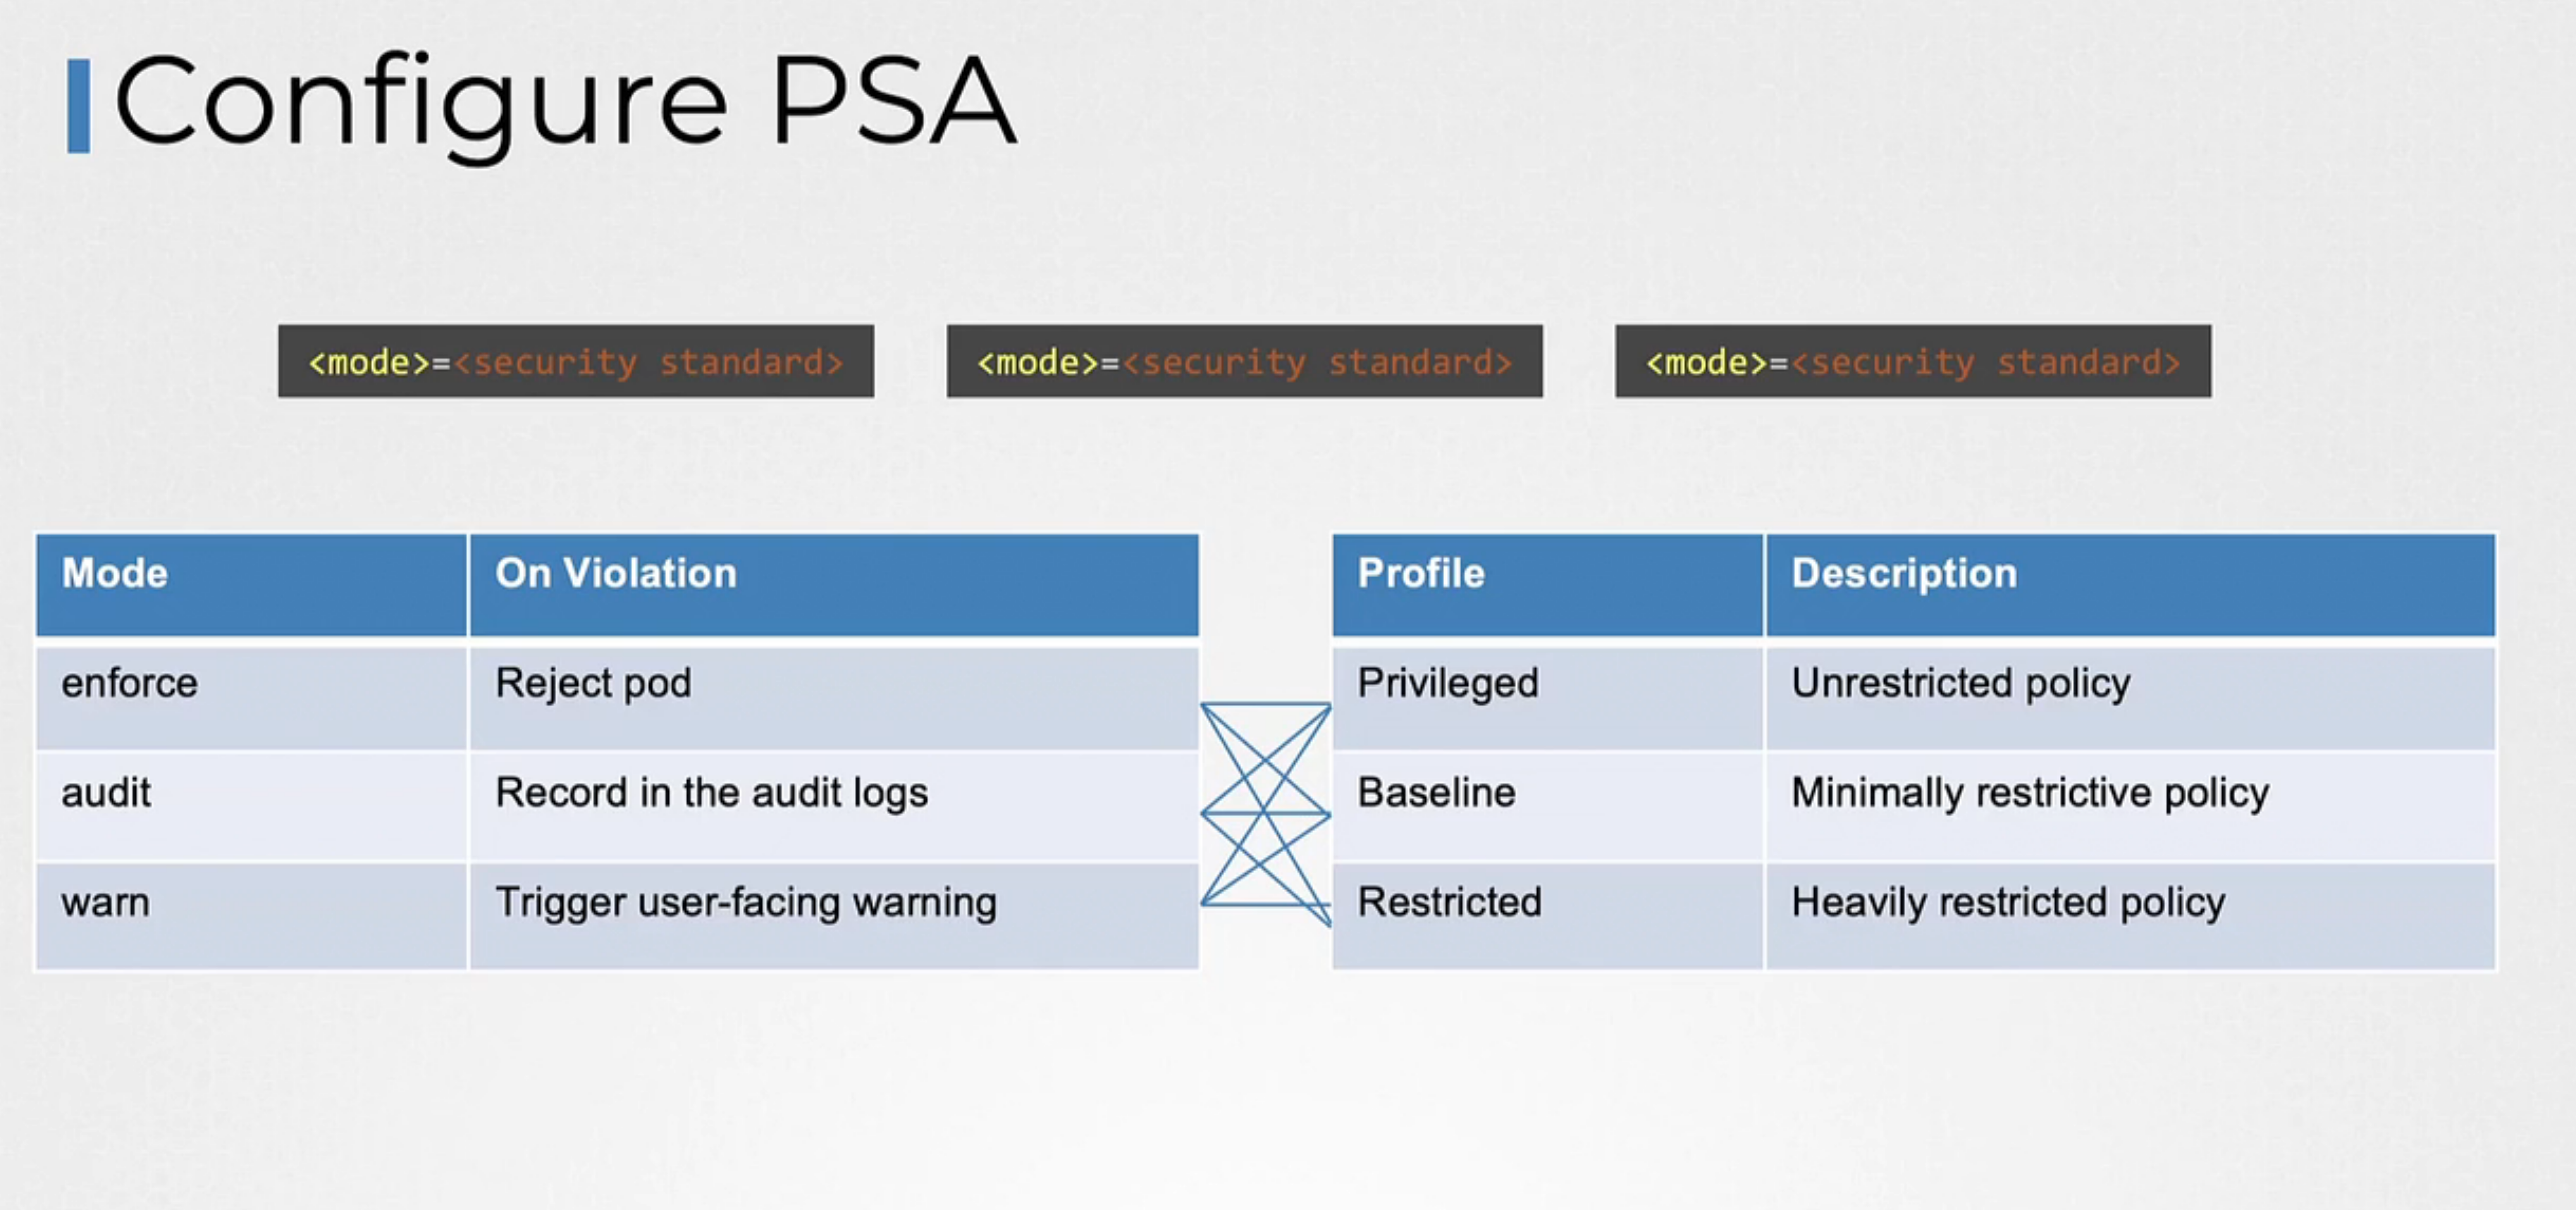 Configure PSA
<mode>=<security standard> <mode>=<security standard> <mode>=<security standard>
Mode On Violation
enforce Reject pod
audit Record in the audit logs
warn Trigger user-facing warning
Profile Description
Privileged Unrestricted policy
Baseline Minimally restrictive policy
Restricted Heavily restricted policy